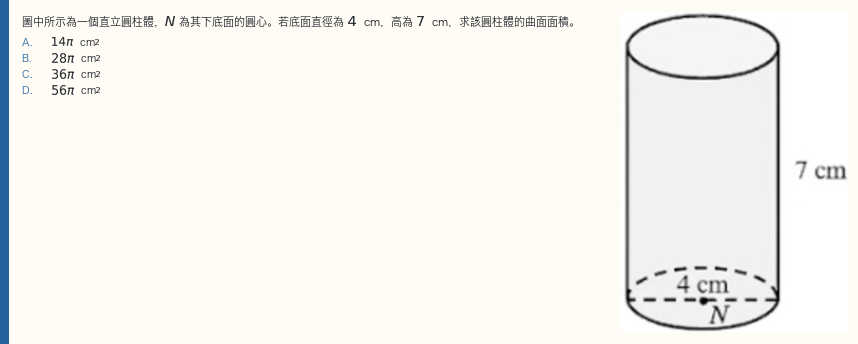 圖中所示為一個直立圓柱體，N 為其下底面的圓心。若底面直徑為 4 cm，高為 7 cm，求該圓柱體的曲面面積。
A. 14π cm2
B. 28π cm2
C. 36π cm2
D. 56π cm2
7 cm
4 cm
N